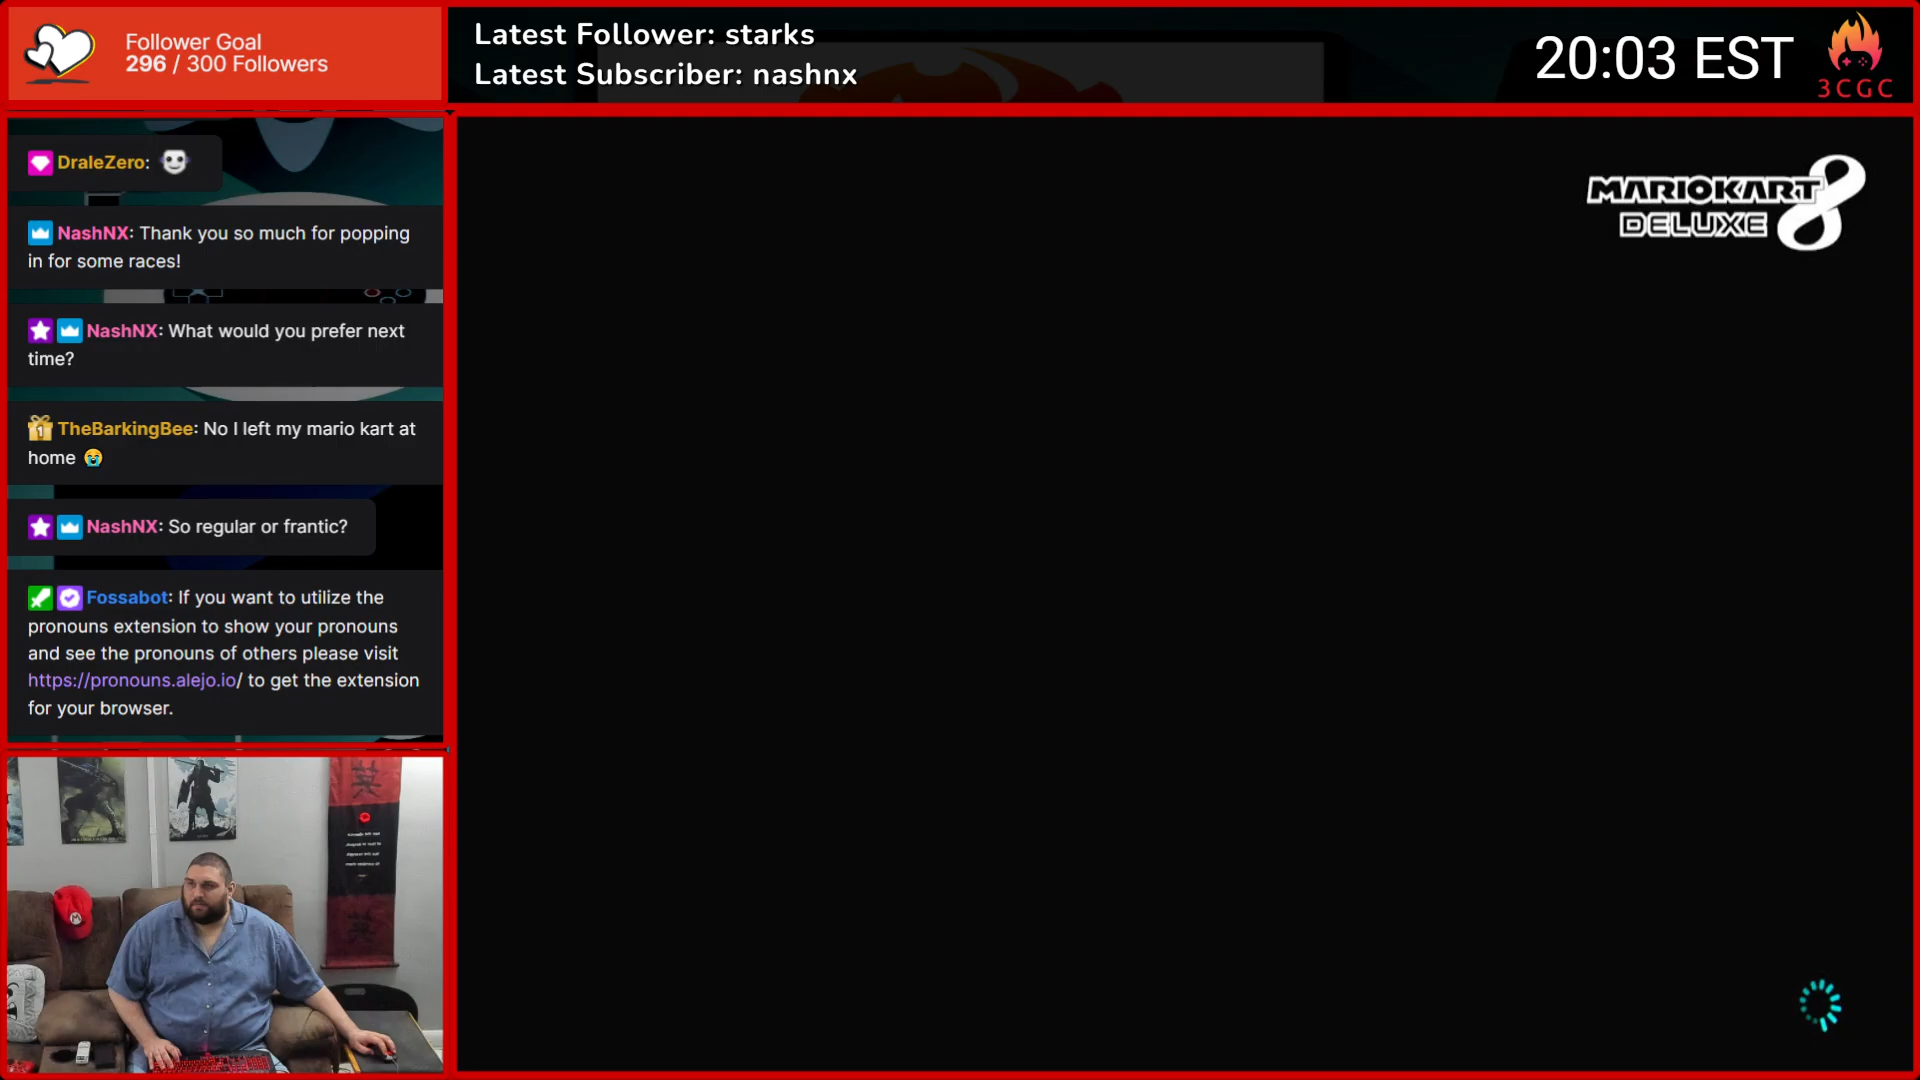 Follower Goal
296 / 300 Followers
Latest Follower: starks
Latest Subscriber: nashnx
20:03 EST
3CGC
DraleZero:
NashNX: Thank you so much for popping
in for some races!
NashNX: What would you prefer next
time?
TheBarkingBee: No I left my mario kart at
home 😭
NashNX: So regular or frantic?
Fossabot: If you want to utilize the
pronouns extension to show your pronouns
and see the pronouns of others please visit
https://pronouns.alejo.io/ to get the extension
for your browser.
MARIOKART 8
DELUXE